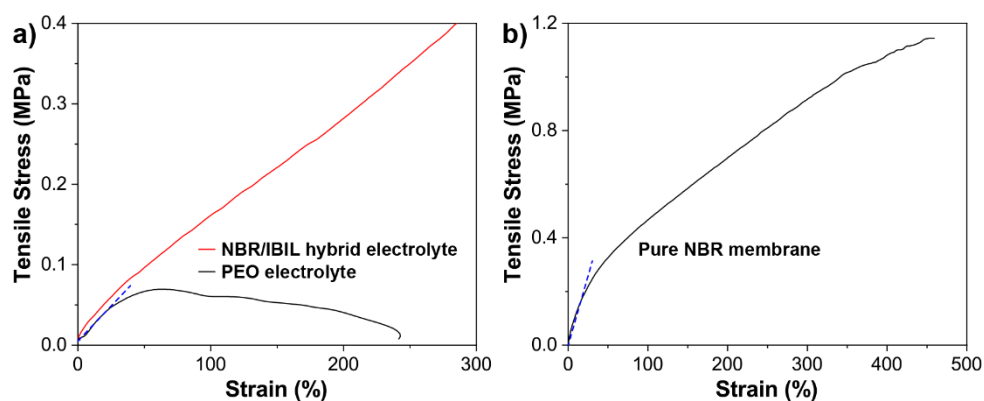 a)
Tensile Stress (MPa)
0.4
0.3
0.2
0.1
0.0
NBR/IBIL hybrid electrolyte
PEO electrolyte
0 100 200 300
Strain (%)
b)
Tensile Stress (MPa)
1.2
0.8
0.4
0.0
Pure NBR membrane
0 100 200 300 400 500
Strain (%)